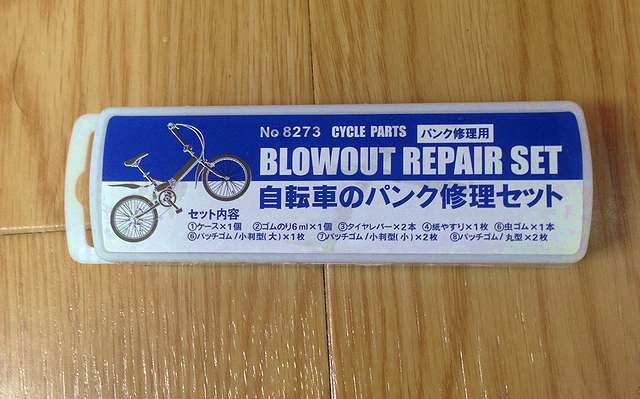 No 8273 CYCLE PARTS パンク修理用
BLOWOUT REPAIR SET
自転車のパンク修理セット
セット内容
①ケース×1個 ②ゴムのり6ml×1個 ③タイヤレバー×2本 ④紙やすり×1枚 ⑤虫ゴム×1本
⑥パッチゴム/小判型(大)×1枚 ⑦パッチゴム/小判型(小)×2枚 ⑧パッチゴム/丸型×2枚